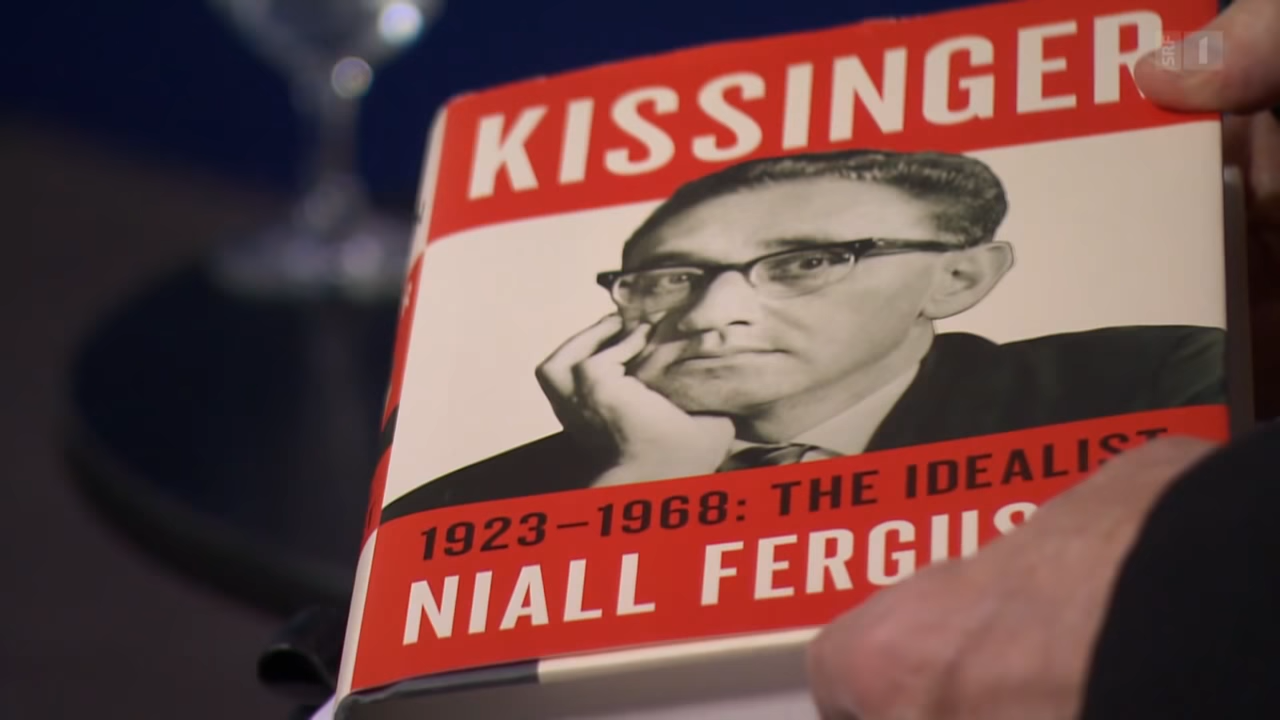 KISSINGER
SRF 1
1923–1968: THE IDEALIST
NIALL FERGUS